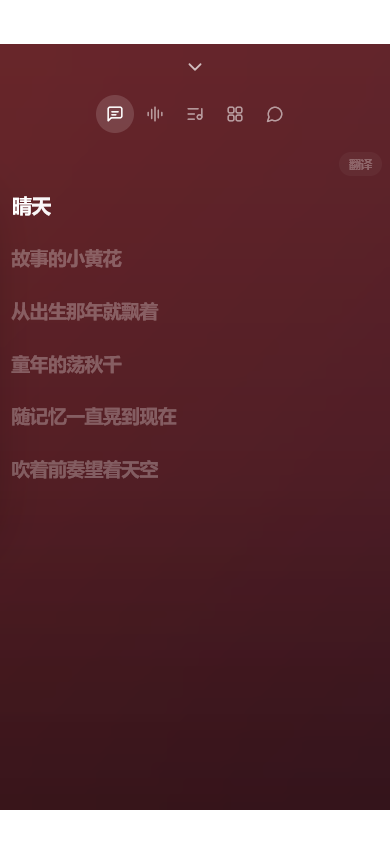 翻译
晴天
故事的小黄花
从出生那年就飘着
童年的荡秋千
随记忆一直晃到现在
吹着前奏望着天空